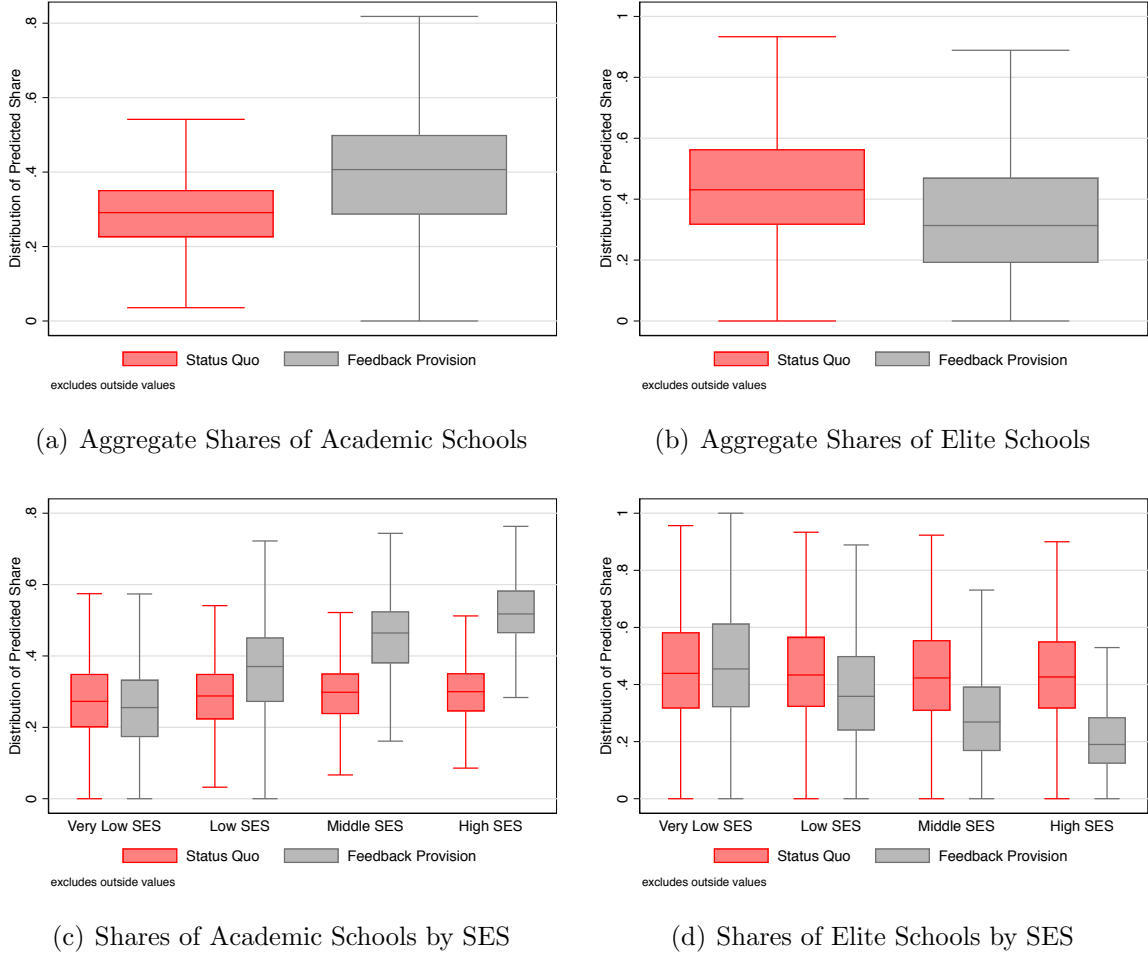 Distribution of Predicted Share
0 .2 .4 .6 .8
Status Quo Feedback Provision
excludes outside values
(a) Aggregate Shares of Academic Schools
Distribution of Predicted Share
0 .2 .4 .6 .8 1
Status Quo Feedback Provision
excludes outside values
(b) Aggregate Shares of Elite Schools
Distribution of Predicted Share
0 .2 .4 .6 .8
Very Low SES Low SES Middle SES High SES
Status Quo Feedback Provision
excludes outside values
(c) Shares of Academic Schools by SES
Distribution of Predicted Share
0 .2 .4 .6 .8 1
Very Low SES Low SES Middle SES High SES
Status Quo Feedback Provision
excludes outside values
(d) Shares of Elite Schools by SES